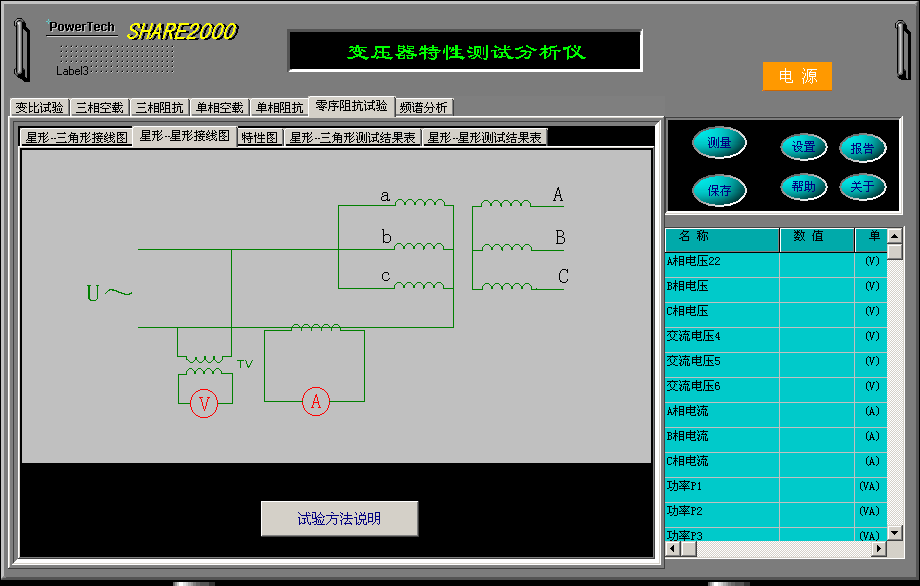 PowerTech SHARE2000
Label3
变压器特性测试分析仪
电 源
变比试验 三相空载 三相阻抗 单相空载 单相阻抗 零序阻抗试验 频谱分析
星形--三角形接线图 星形--星形接线图 特性图 星形--三角形测试结果表 星形--星形测试结果表
测量 设置 报告
保存 帮助 关于
a A
b B
c C
U ~
TV
V A
试验方法说明
名 称 数 值 单
A相电压22 (V)
B相电压 (V)
C相电压 (V)
交流电压4 (V)
交流电压5 (V)
交流电压6 (V)
A相电流 (A)
B相电流 (A)
C相电流 (A)
功率P1 (VA)
功率P2 (VA)
功率P3 (VA)